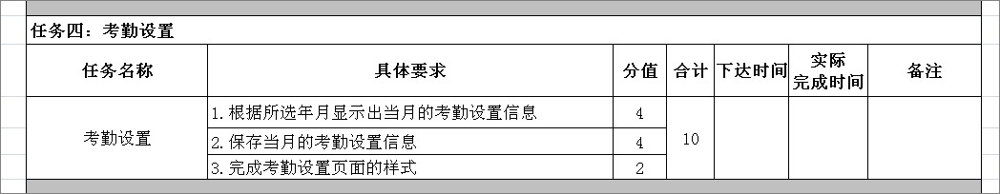 任务四：考勤设置
任务名称 具体要求 分值 合计 下达时间 实际
完成时间 备注
考勤设置
1.根据所选年月显示出当月的考勤设置信息 4
2.保存当月的考勤设置信息 4
10
3.完成考勤设置页面的样式 2